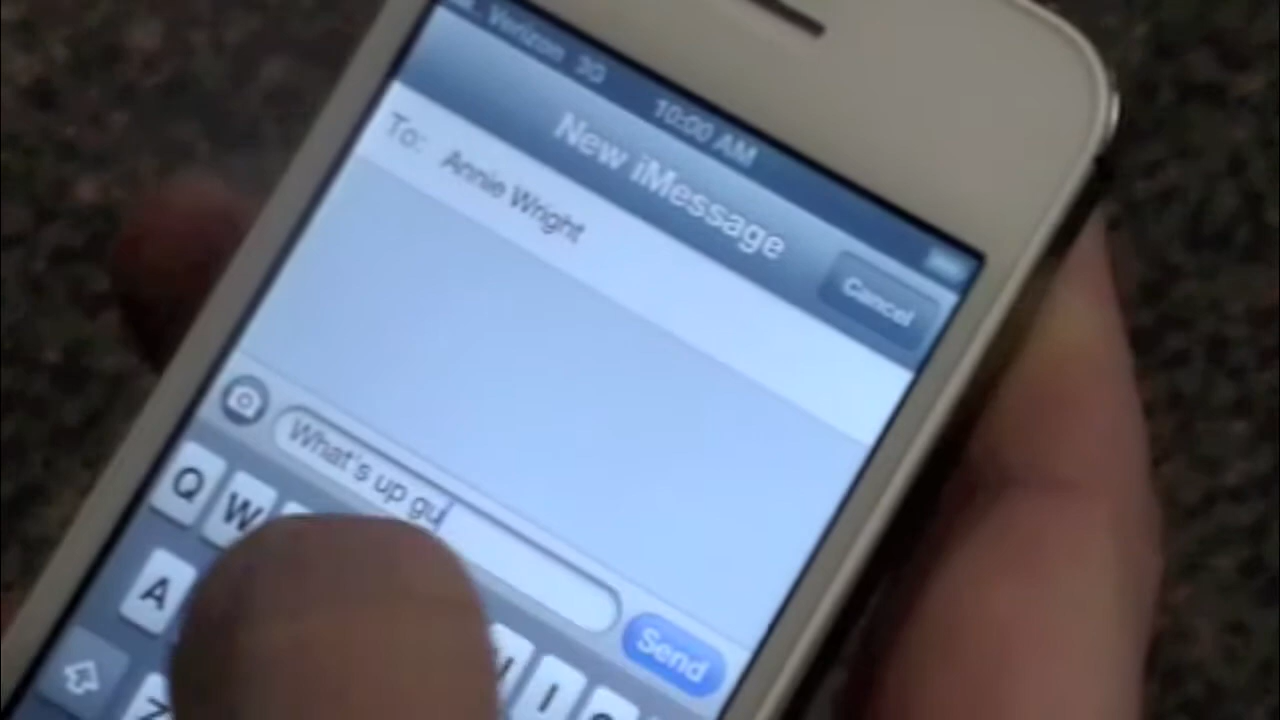 Verizon 3G
10:00 AM
New iMessage
Cancel
To: Annie Wright
What's up gu
Send
Q W
I
A
Z